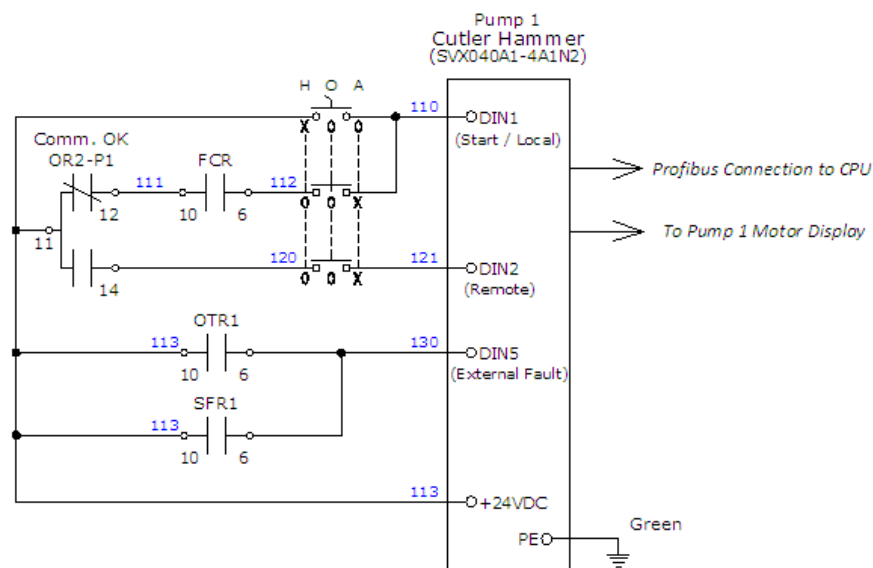 Pump 1
Cutler Hammer
(SVX040A1-4A1N2)
H O A
110
DIN1
X O O
(Start / Local)
Comm. OK
OR2-P1
FCR
111
112
Profibus Connection to CPU
12
10
6
O O X
11
To Pump 1 Motor Display
120
121
DIN2
14
O O X
(Remote)
OTR1
113
130
DIN5
10
6
(External Fault)
SFR1
113
10
6
113
+24VDC
Green
PE